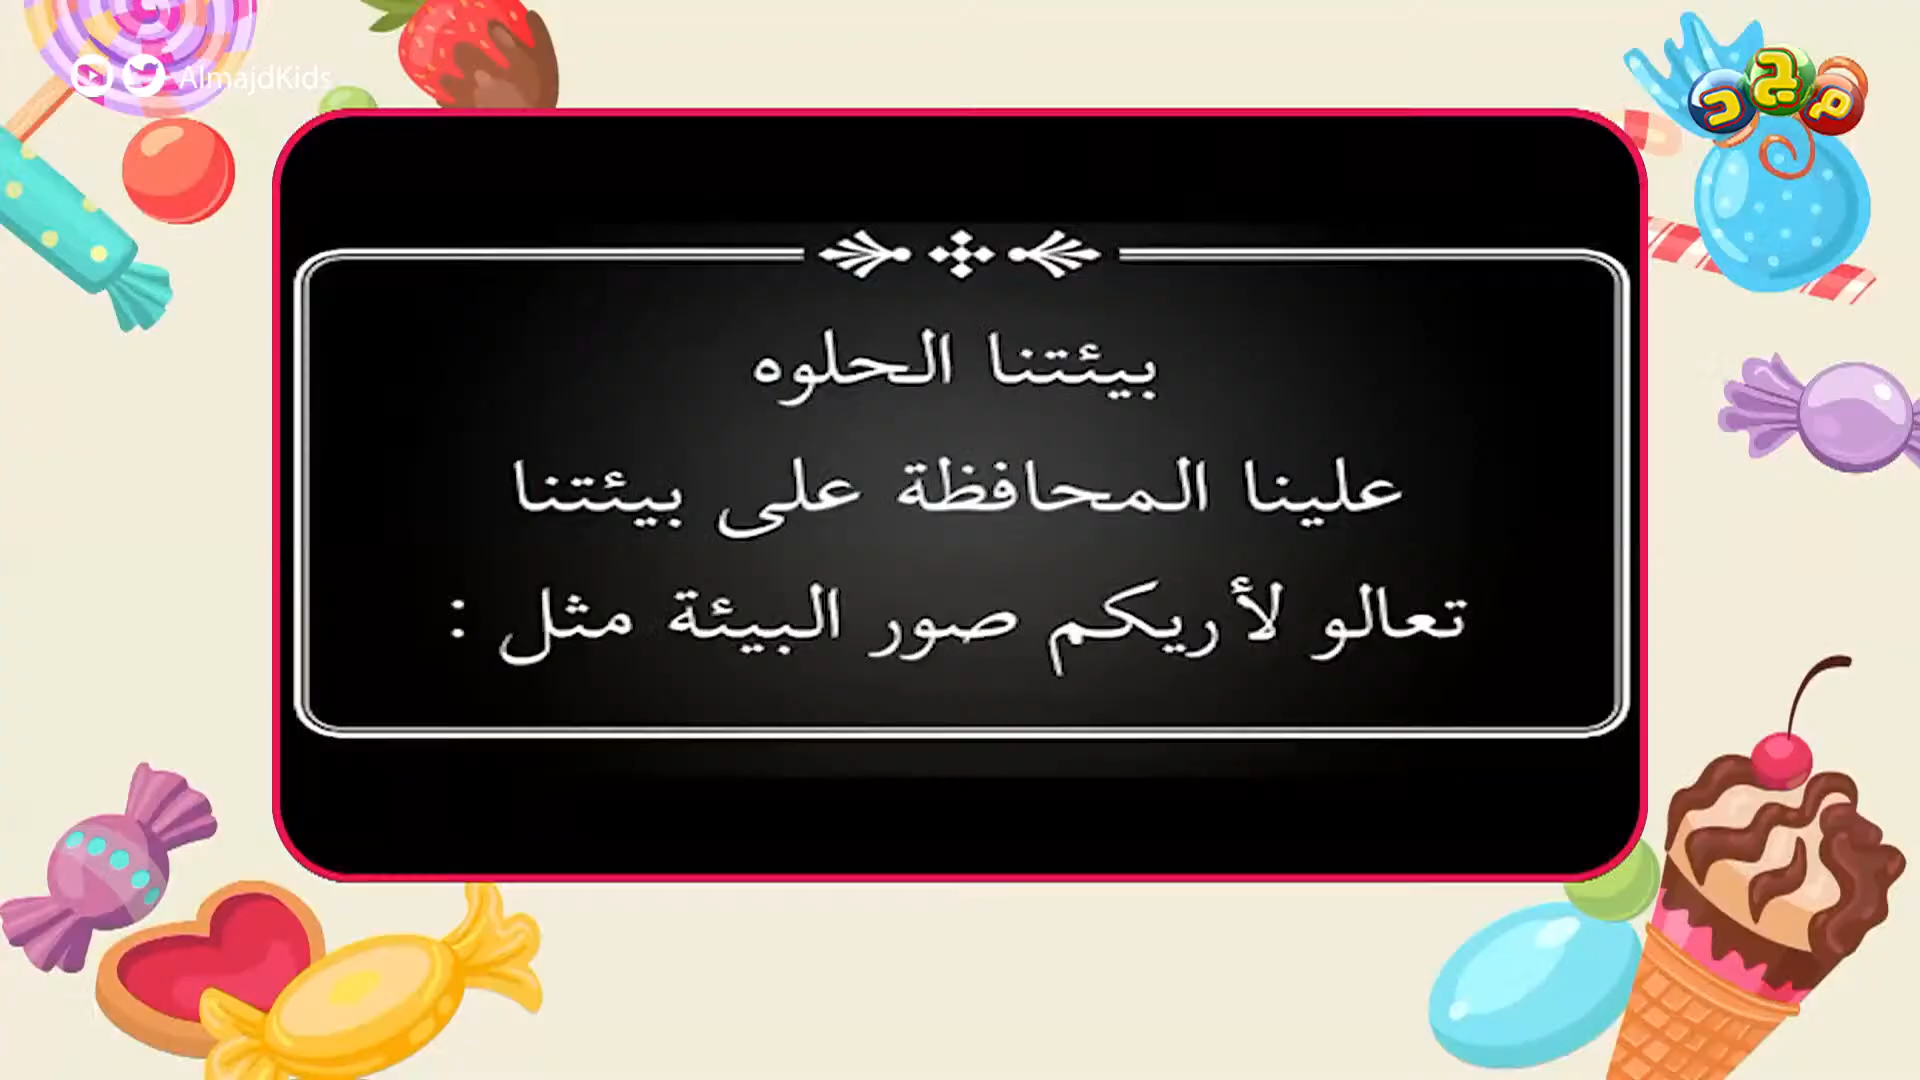 AlmajdKids
مجد
بيئتنا الحلوه
علينا المحافظة على بيئتنا
تعالو لأريكم صور البيئة مثل :